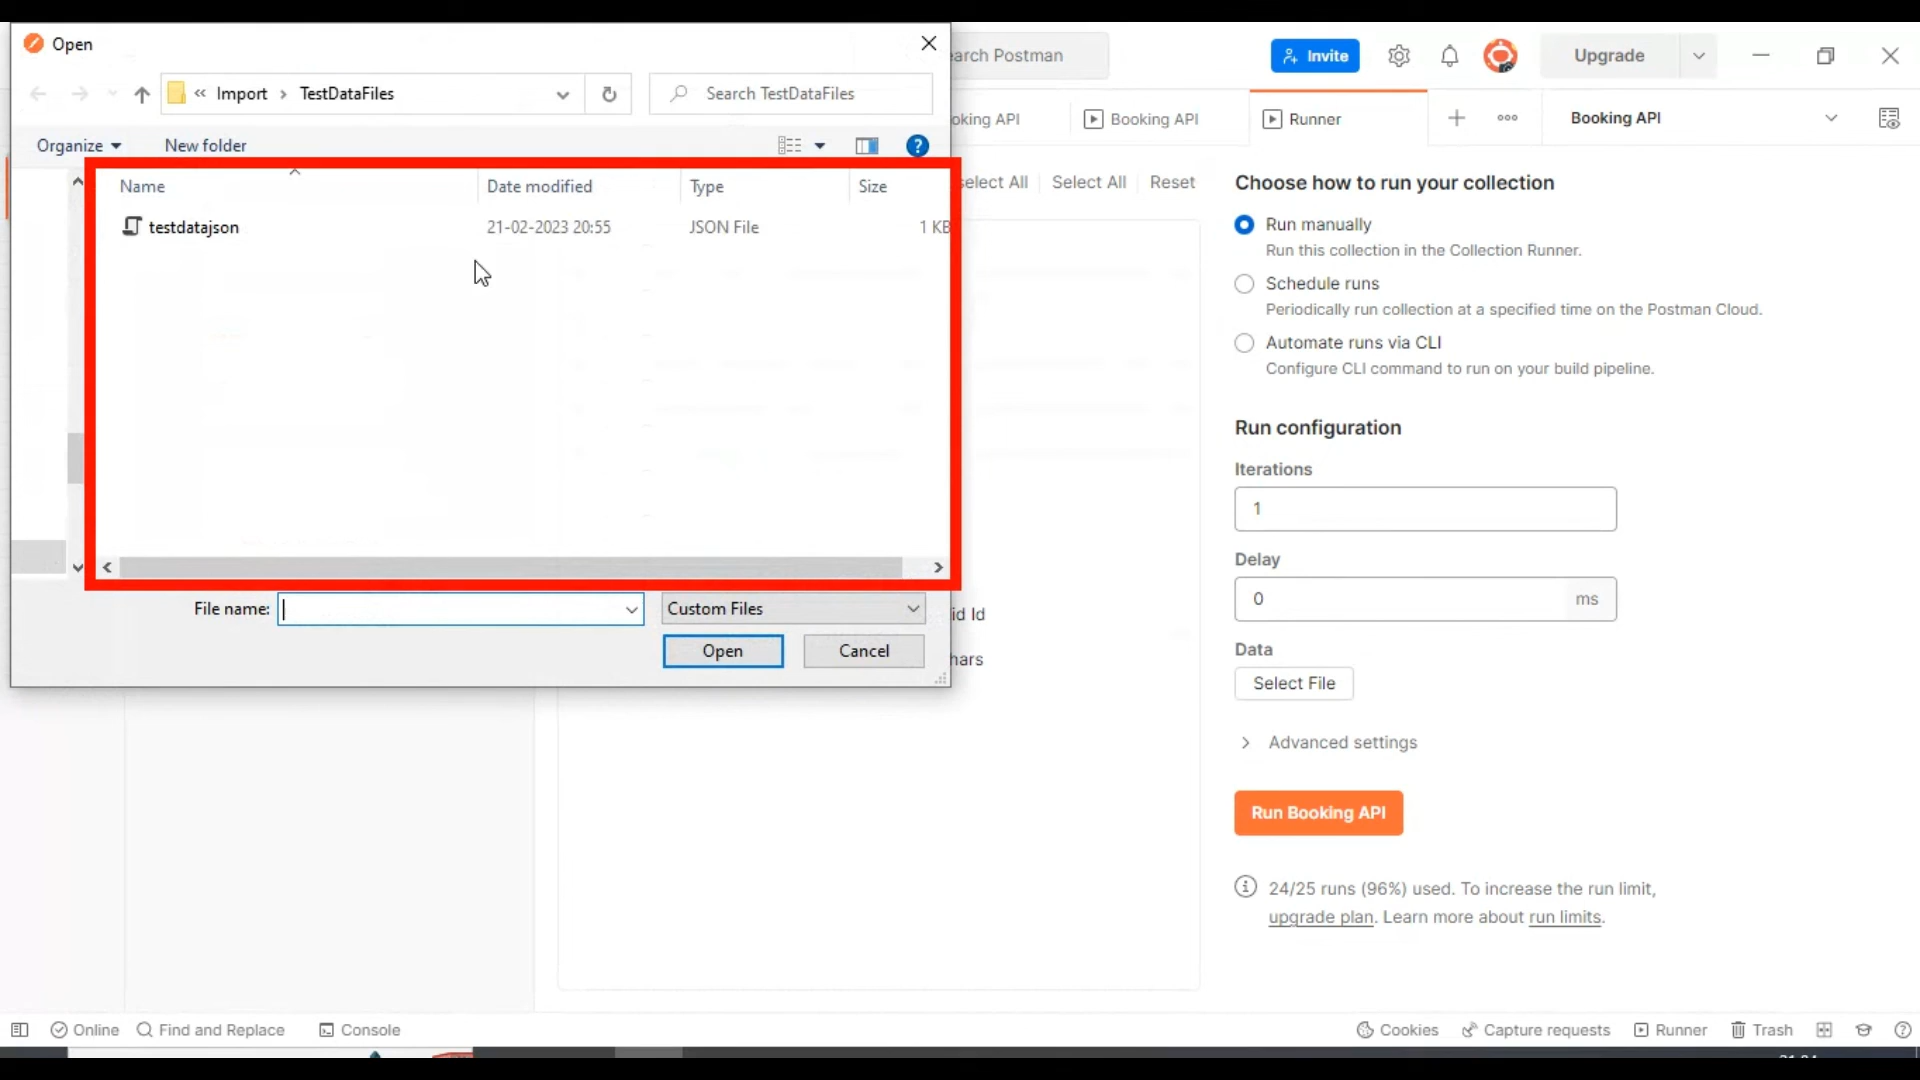 Open
« Import > TestDataFiles
Search TestDataFiles
Organize
New folder
?
Name
Date modified
Type
Size
testdatajson
21-02-2023 20:55
JSON File
1 KB
File name:
Custom Files
Open
Cancel
arch Postman
Invite
Upgrade
oking API
Booking API
Runner
Booking API
select All
Select All
Reset
id Id
hars
Choose how to run your collection
Run manually
Run this collection in the Collection Runner.
Schedule runs
Periodically run collection at a specified time on the Postman Cloud.
Automate runs via CLI
Configure CLI command to run on your build pipeline.
Run configuration
Iterations
1
Delay
0 ms
Data
Select File
Advanced settings
Run Booking API
24/25 runs (96%) used. To increase the run limit,
upgrade plan. Learn more about run limits.
Online
Find and Replace
Console
Cookies
Capture requests
Runner
Trash